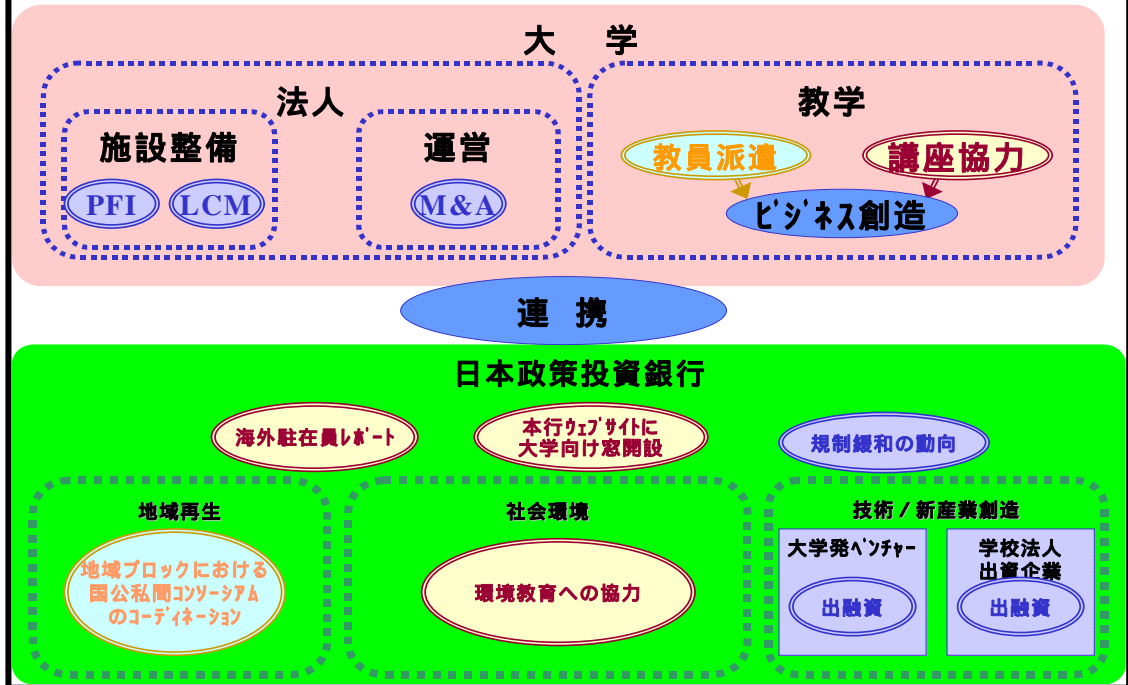 大　学
法人
教学
施設整備
運営
教員派遣
講座協力
PFI
LCM
M&A
ﾋﾞｼﾞﾈｽ創造
連　携
日本政策投資銀行
海外駐在員ﾚﾎﾟｰﾄ
本行ｳｪﾌﾞｻｲﾄに
大学向け窓開設
規制緩和の動向
地域再生
社会環境
技術／新産業創造
地域ブロックにおける
国公私間ｺﾝｿｰｼｱﾑ
のｺｰﾃﾞｨﾈｰｼｮﾝ
環境教育への協力
大学発ﾍﾞﾝﾁｬｰ
出融資
学校法人
出資企業
出融資